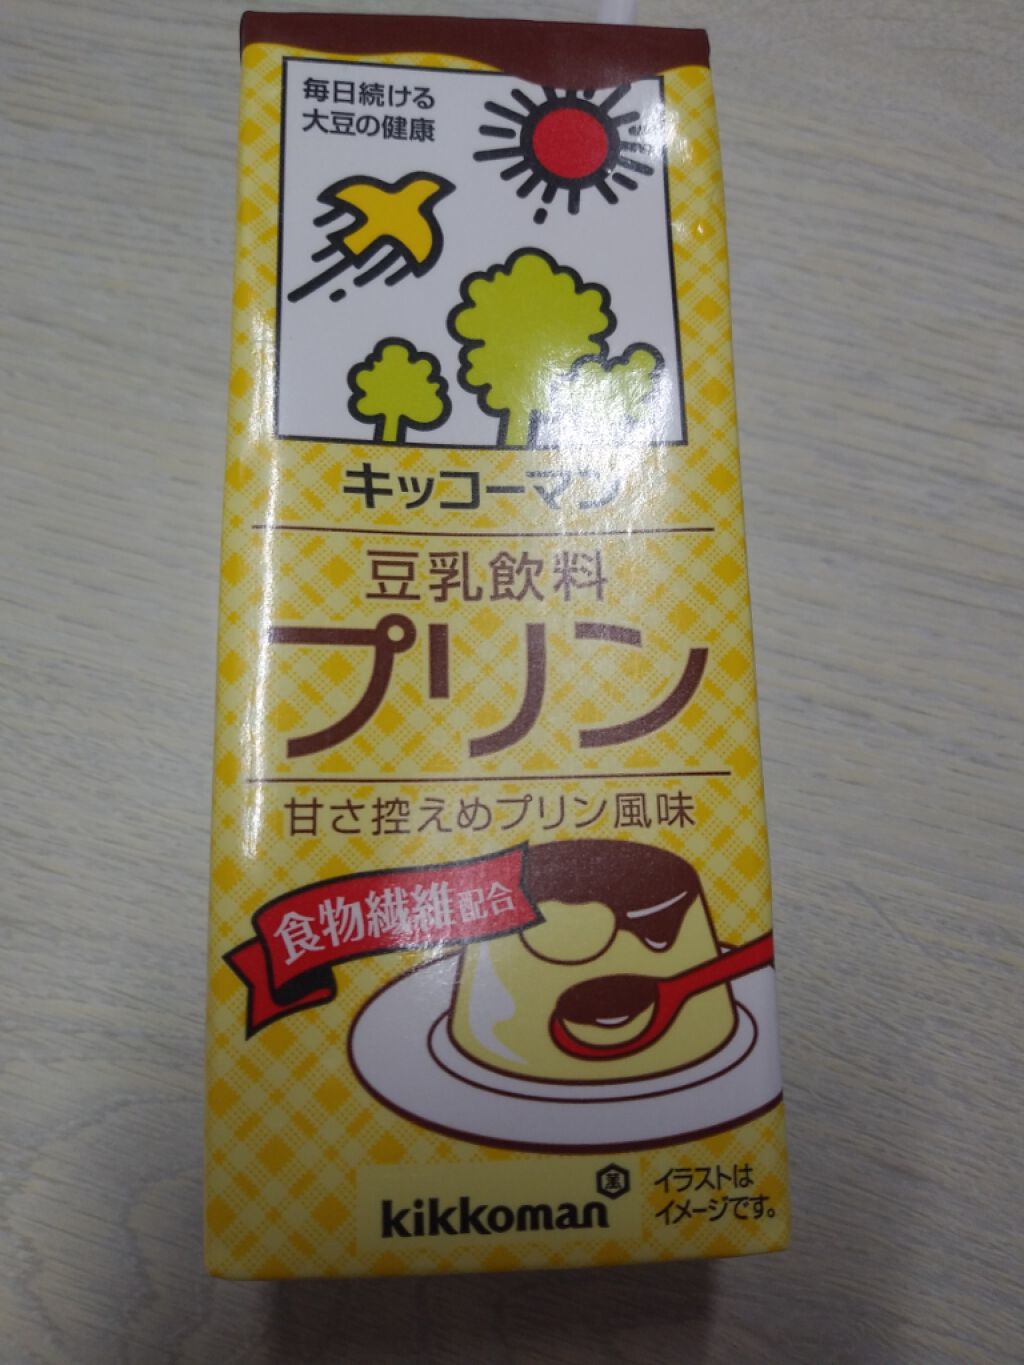 毎日続ける
大豆の健康
キッコーマン
豆乳飲料
プリン
甘さ控えめプリン風味
食物繊維配合
kikkoman
イラストは
イメージです。